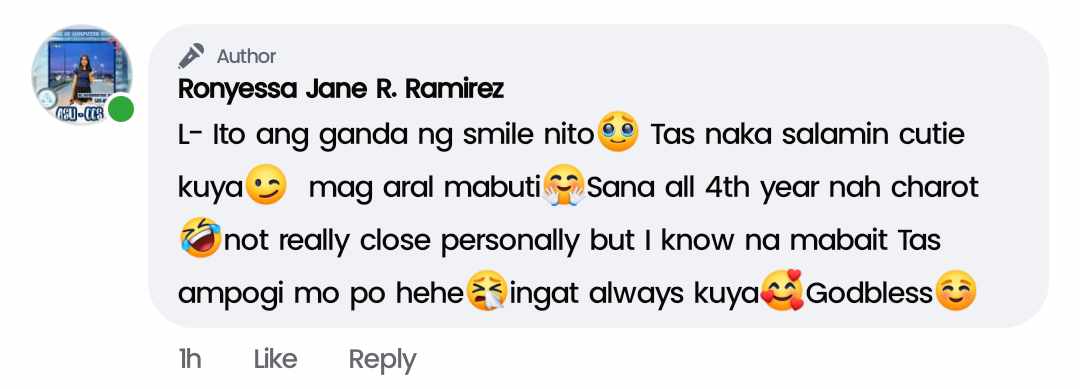 Author
Ronyessa Jane R. Ramirez
L- Ito ang ganda ng smile nito🥹 Tas naka salamin cutie
kuya😉 mag aral mabuti🤗Sana all 4th year nah charot
🤣not really close personally but I know na mabait Tas
ampogi mo po hehe😝ingat always kuya🥰Godbless☺️
1h Like Reply